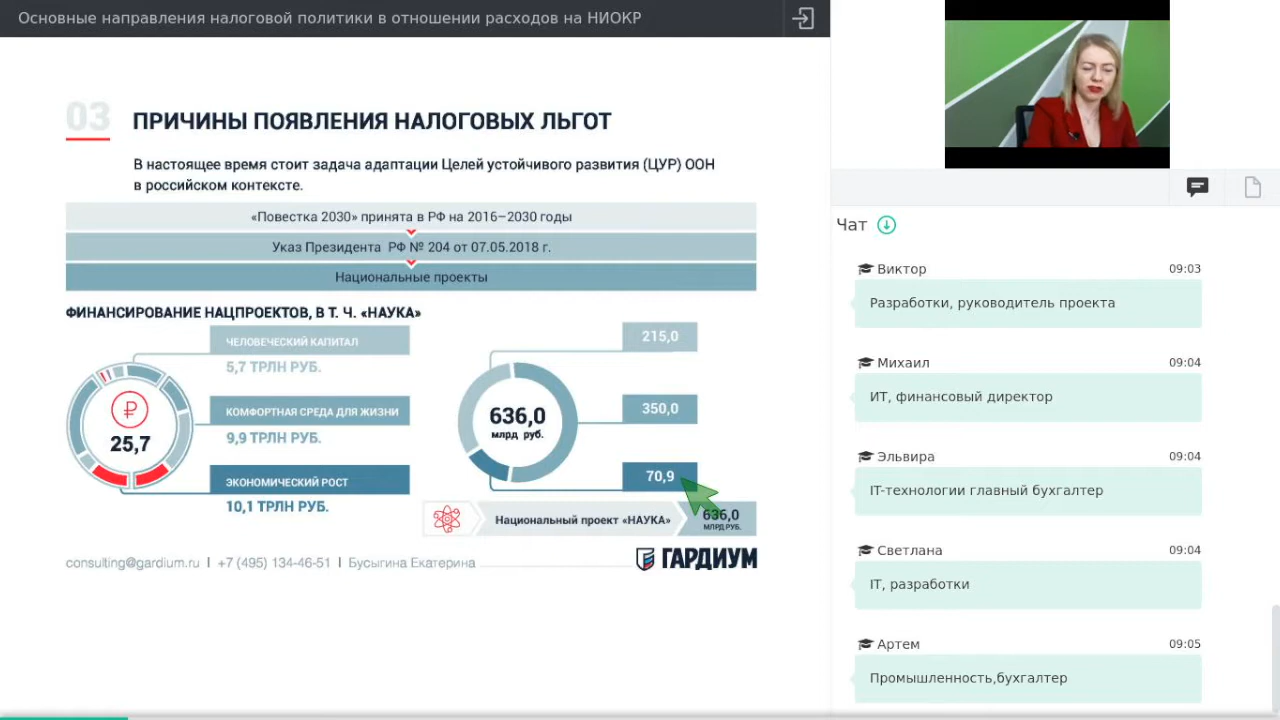 Основные направления налоговой политики в отношении расходов на НИОКР
03
ПРИЧИНЫ ПОЯВЛЕНИЯ НАЛОГОВЫХ ЛЬГОТ
В настоящее время стоит задача адаптации Целей устойчивого развития (ЦУР) ООН
в российском контексте.
«Повестка 2030» принята в РФ на 2016–2030 годы
Указ Президента РФ № 204 от 07.05.2018 г.
Национальные проекты
ФИНАНСИРОВАНИЕ НАЦПРОЕКТОВ, В Т. Ч. «НАУКА»
ЧЕЛОВЕЧЕСКИЙ КАПИТАЛ
5,7 ТРЛН РУБ.
КОМФОРТНАЯ СРЕДА ДЛЯ ЖИЗНИ
9,9 ТРЛН РУБ.
ЭКОНОМИЧЕСКИЙ РОСТ
10,1 ТРЛН РУБ.
₽
25,7
636,0
млрд руб.
215,0
350,0
70,9
Национальный проект «НАУКА»
636,0
МЛРД РУБ.
consulting@gardium.ru I +7 (495) 134-46-51 I Бусыгина Екатерина
ГАРДИУМ
Чат
Виктор 09:03
Разработки, руководитель проекта
Михаил 09:04
ИТ, финансовый директор
Эльвира 09:04
IT-технологии главный бухгалтер
Светлана 09:04
IT, разработки
Артем 09:05
Промышленность,бухгалтер